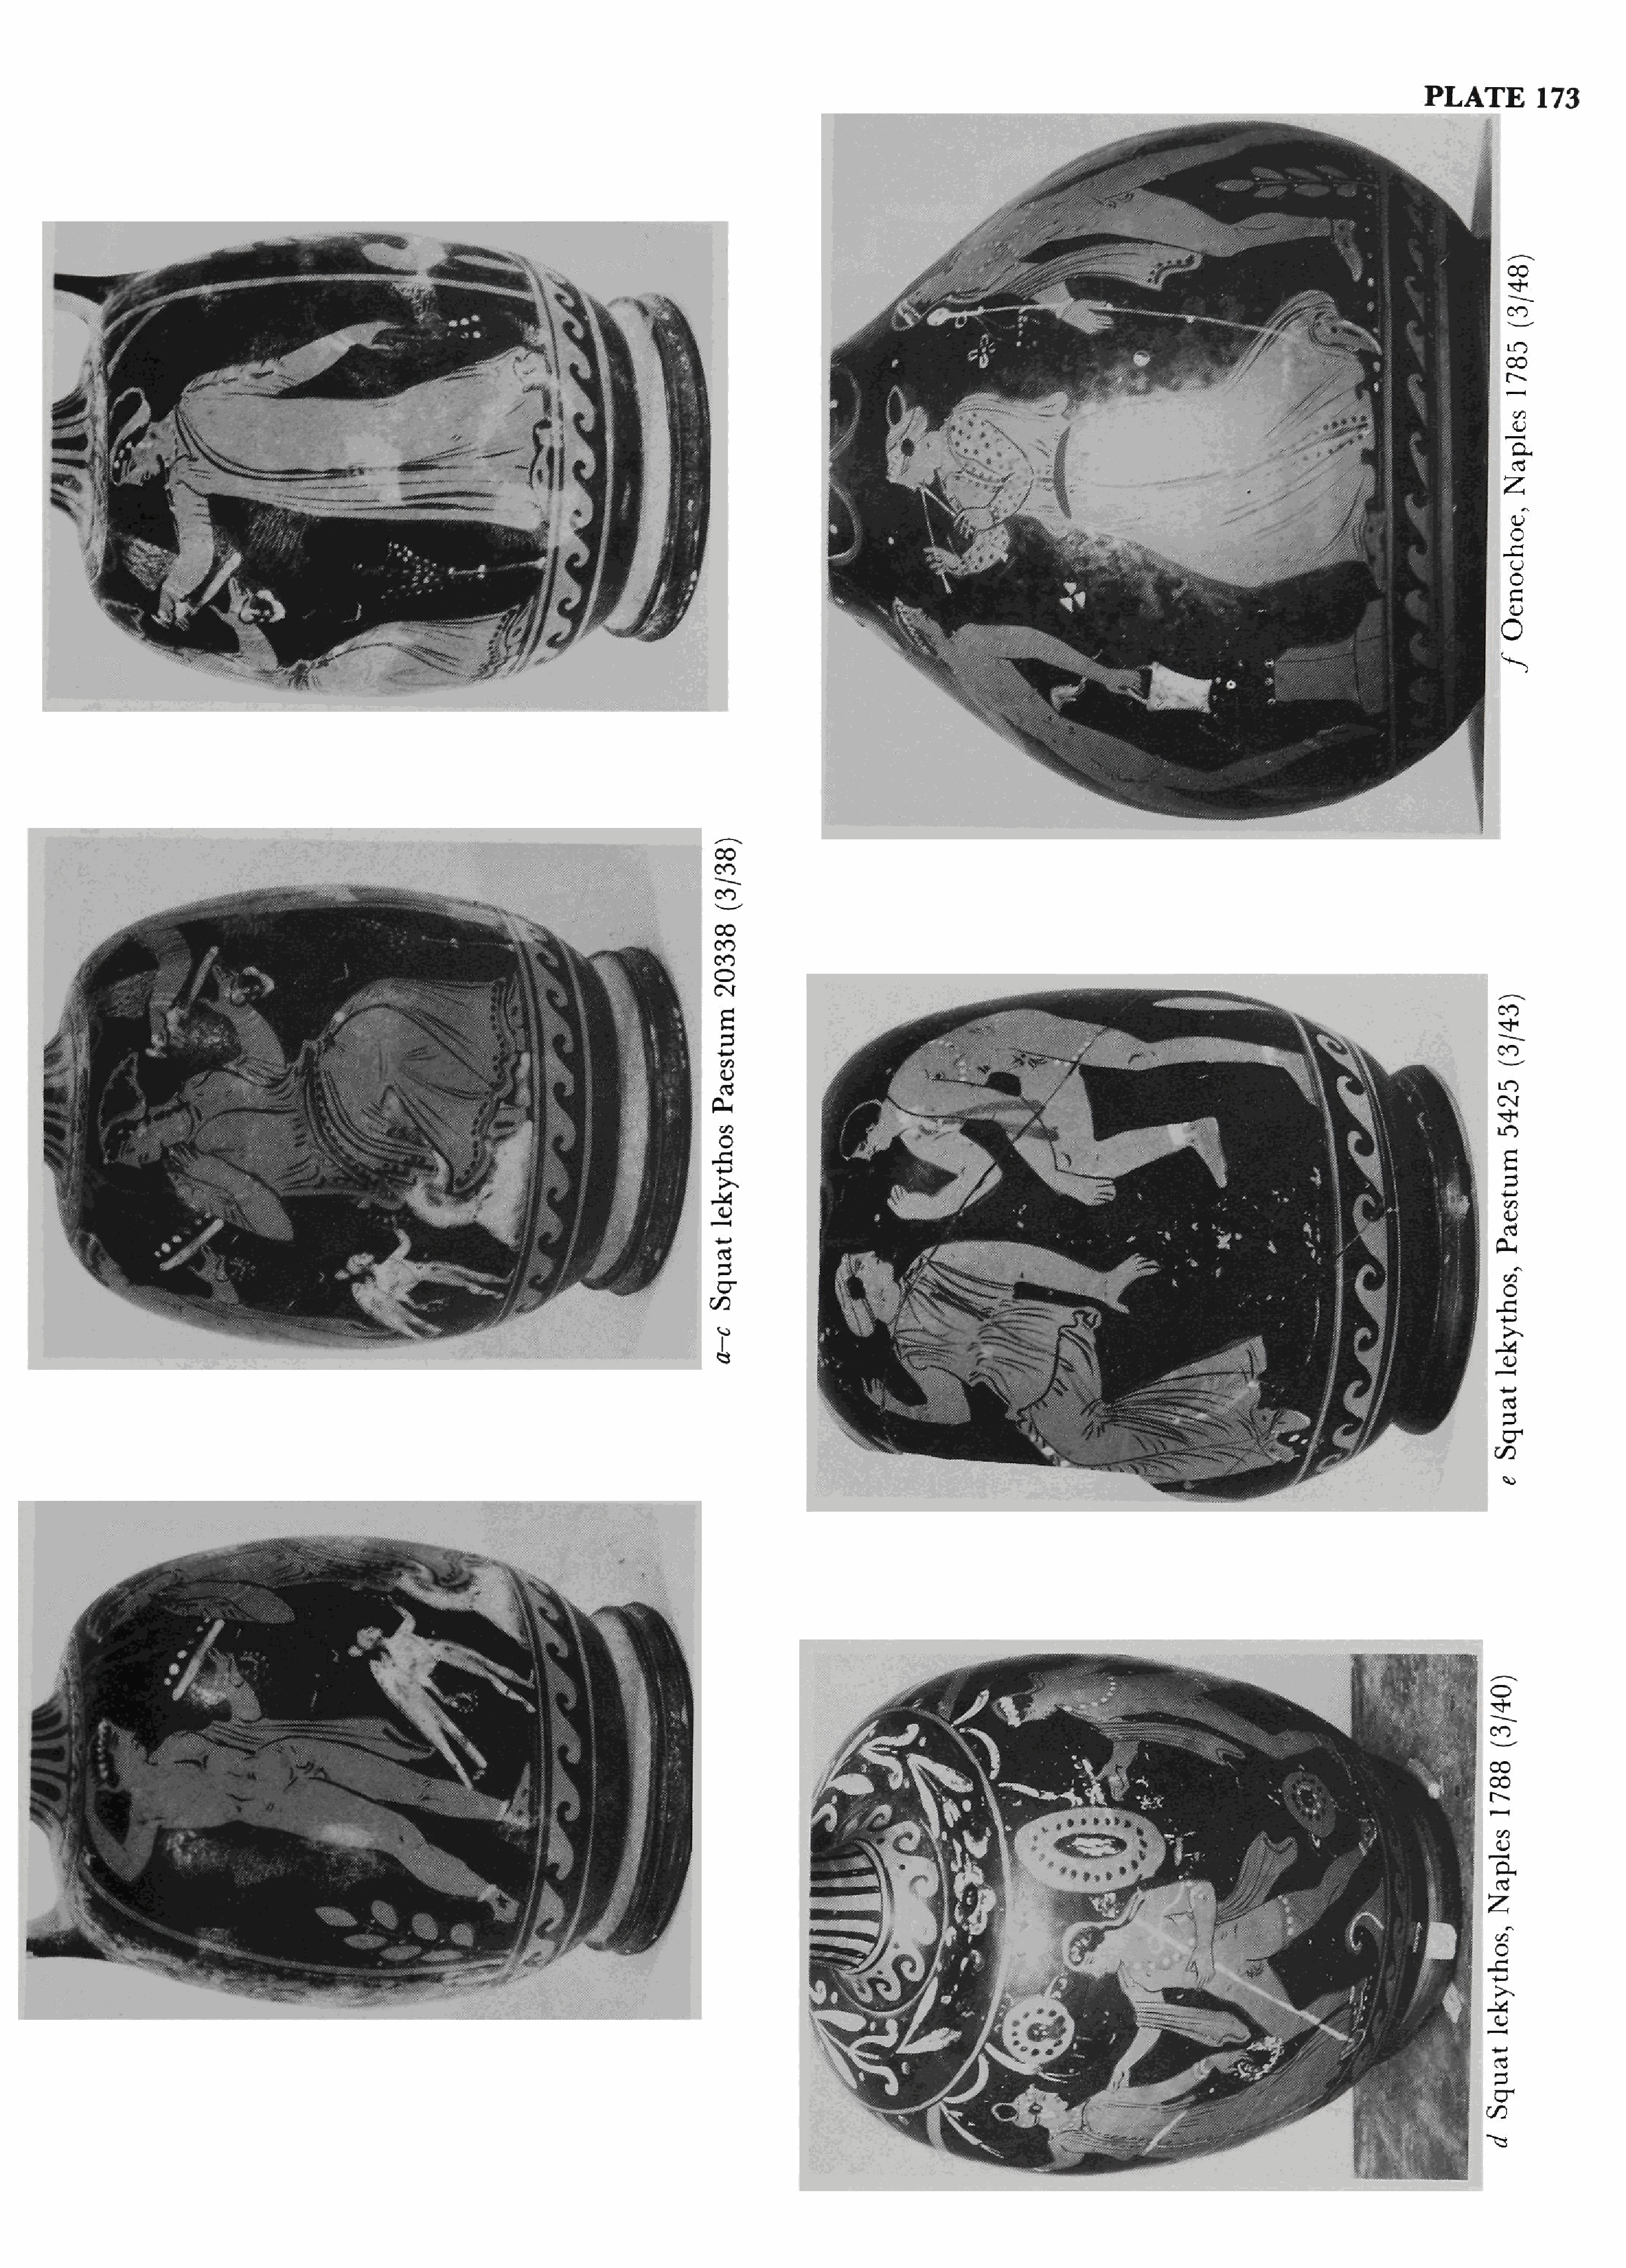 PLATE 173
a–c Squat lekythos Paestum 20338 (3/38)
d Squat lekythos, Naples 1788 (3/40)
e Squat lekythos, Paestum 5425 (3/43)
f Oenochoe, Naples 1785 (3/48)